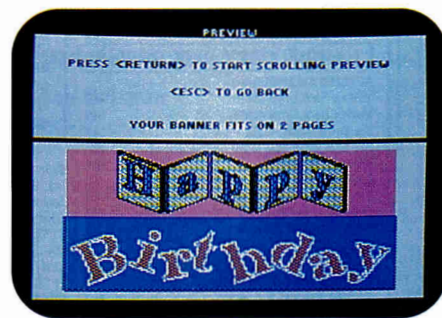 PREVIEW
PRESS <RETURN> TO START SCROLLING PREVIEW
<ESC> TO GO BACK
YOUR BANNER FITS ON 2 PAGES
Happy
Birthday